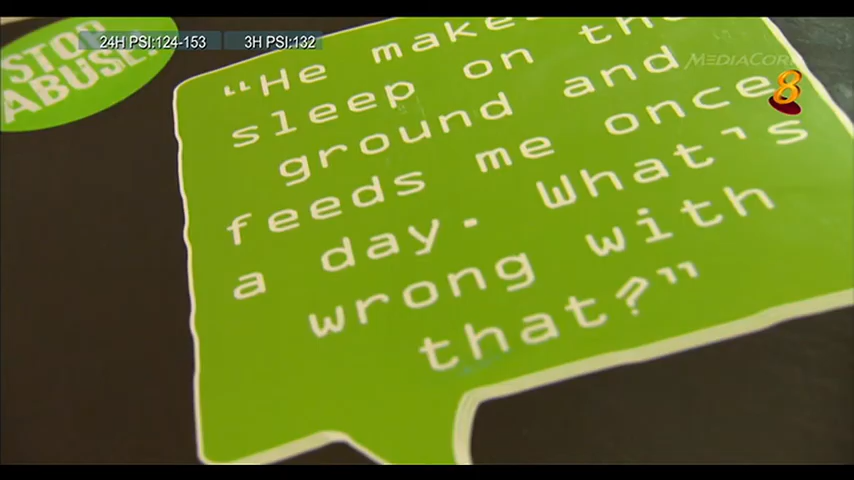 24H PSI:124-153
3H PSI:132
STOP
ABUSE!
MEDIACOR
8
“He make
sleep on th
ground and
feeds me once
a day. What's
wrong with
that?”